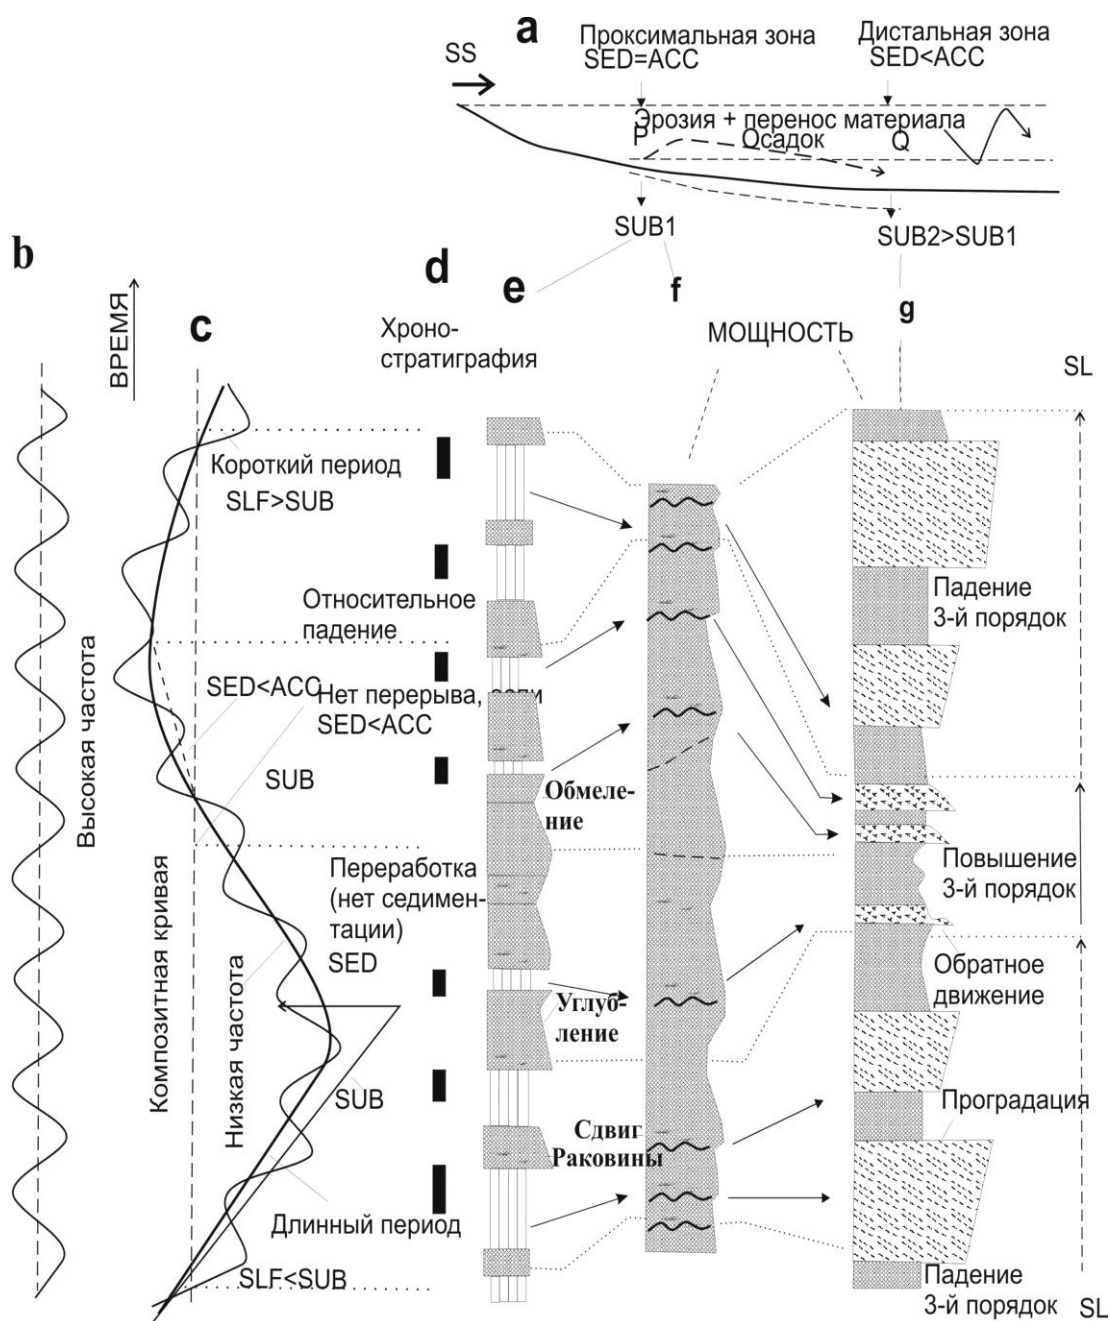 a
Проксимальная зона
SED=ACC
Дистальная зона
SED<ACC
SS
Эрозия + перенос материала
P
Осадок
Q
SUB1
SUB2>SUB1
b
c
d
e
f
g
ВРЕМЯ
Хроно-
стратиграфия
МОЩНОСТЬ
SL
Короткий период
SLF>SUB
Высокая частота
Относительное
падение
Падение
3-й порядок
SED<ACC
Нет перерыва,
SED<ACC
SUB
Обмеле-
ние
Переработка
(нет седимен-
тации)
SED
Повышение
3-й порядок
Композитная кривая
Низкая частота
Углуб-
ление
Обратное
движение
SUB
Сдвиг
Раковины
Проградация
Длинный период
SLF<SUB
Падение
3-й порядок
SL